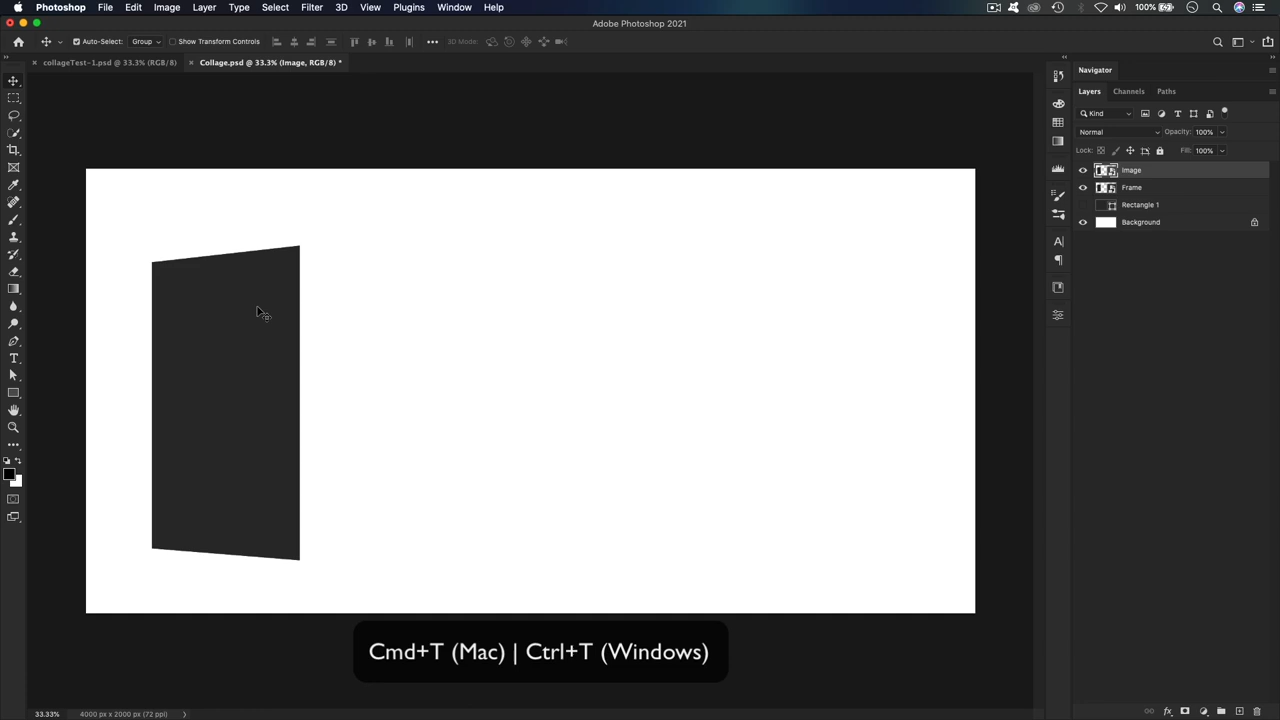 Photoshop File Edit Image Layer Type Select Filter 3D View Plugins Window Help 100%
Adobe Photoshop 2021
Auto-Select: Group Show Transform Controls 3D Mode:
collageTest-1.psd @ 33.3% (RGB/8) Collage.psd @ 33.3% (Image, RGB/8) *
Navigator
Layers Channels Paths
Kind
Normal Opacity: 100%
Lock: Fill: 100%
Image
Frame
Rectangle 1
Background
Cmd+T (Mac) | Ctrl+T (Windows)
33.33% 4000 px x 2000 px (72 ppi)